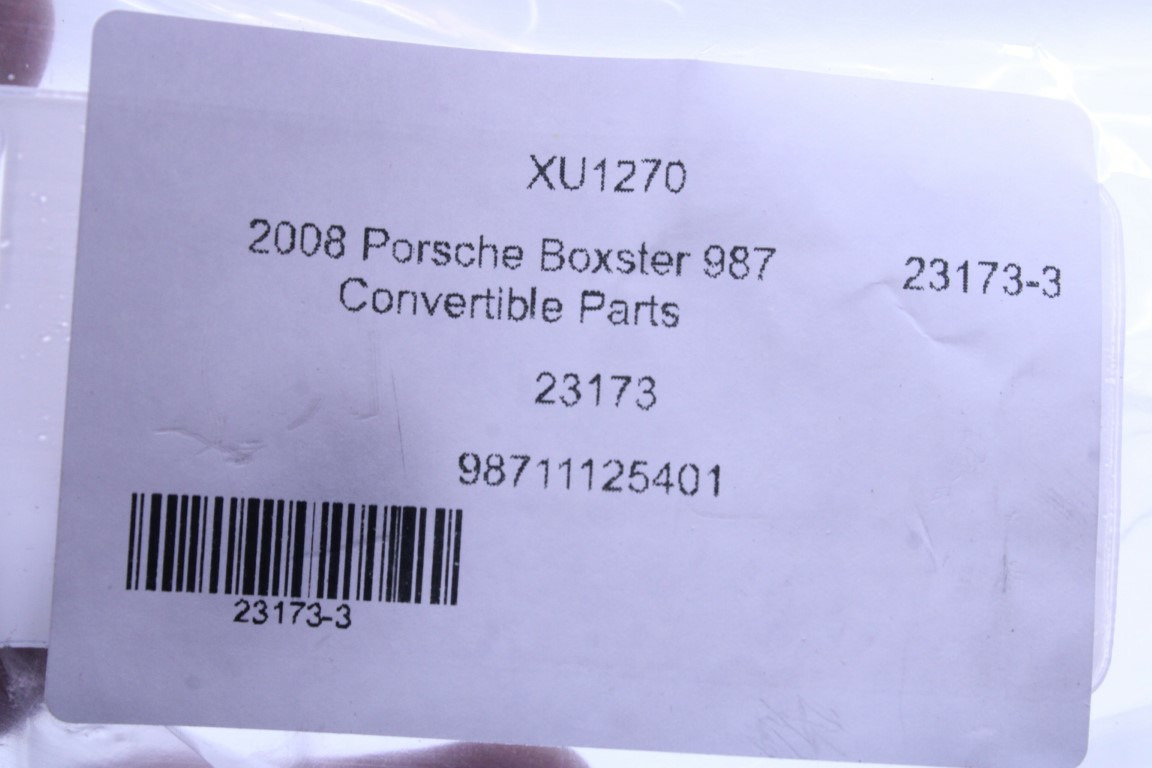 XU1270
2008 Porsche Boxster 987
Convertible Parts
23173-3
23173
98711125401
23173-3